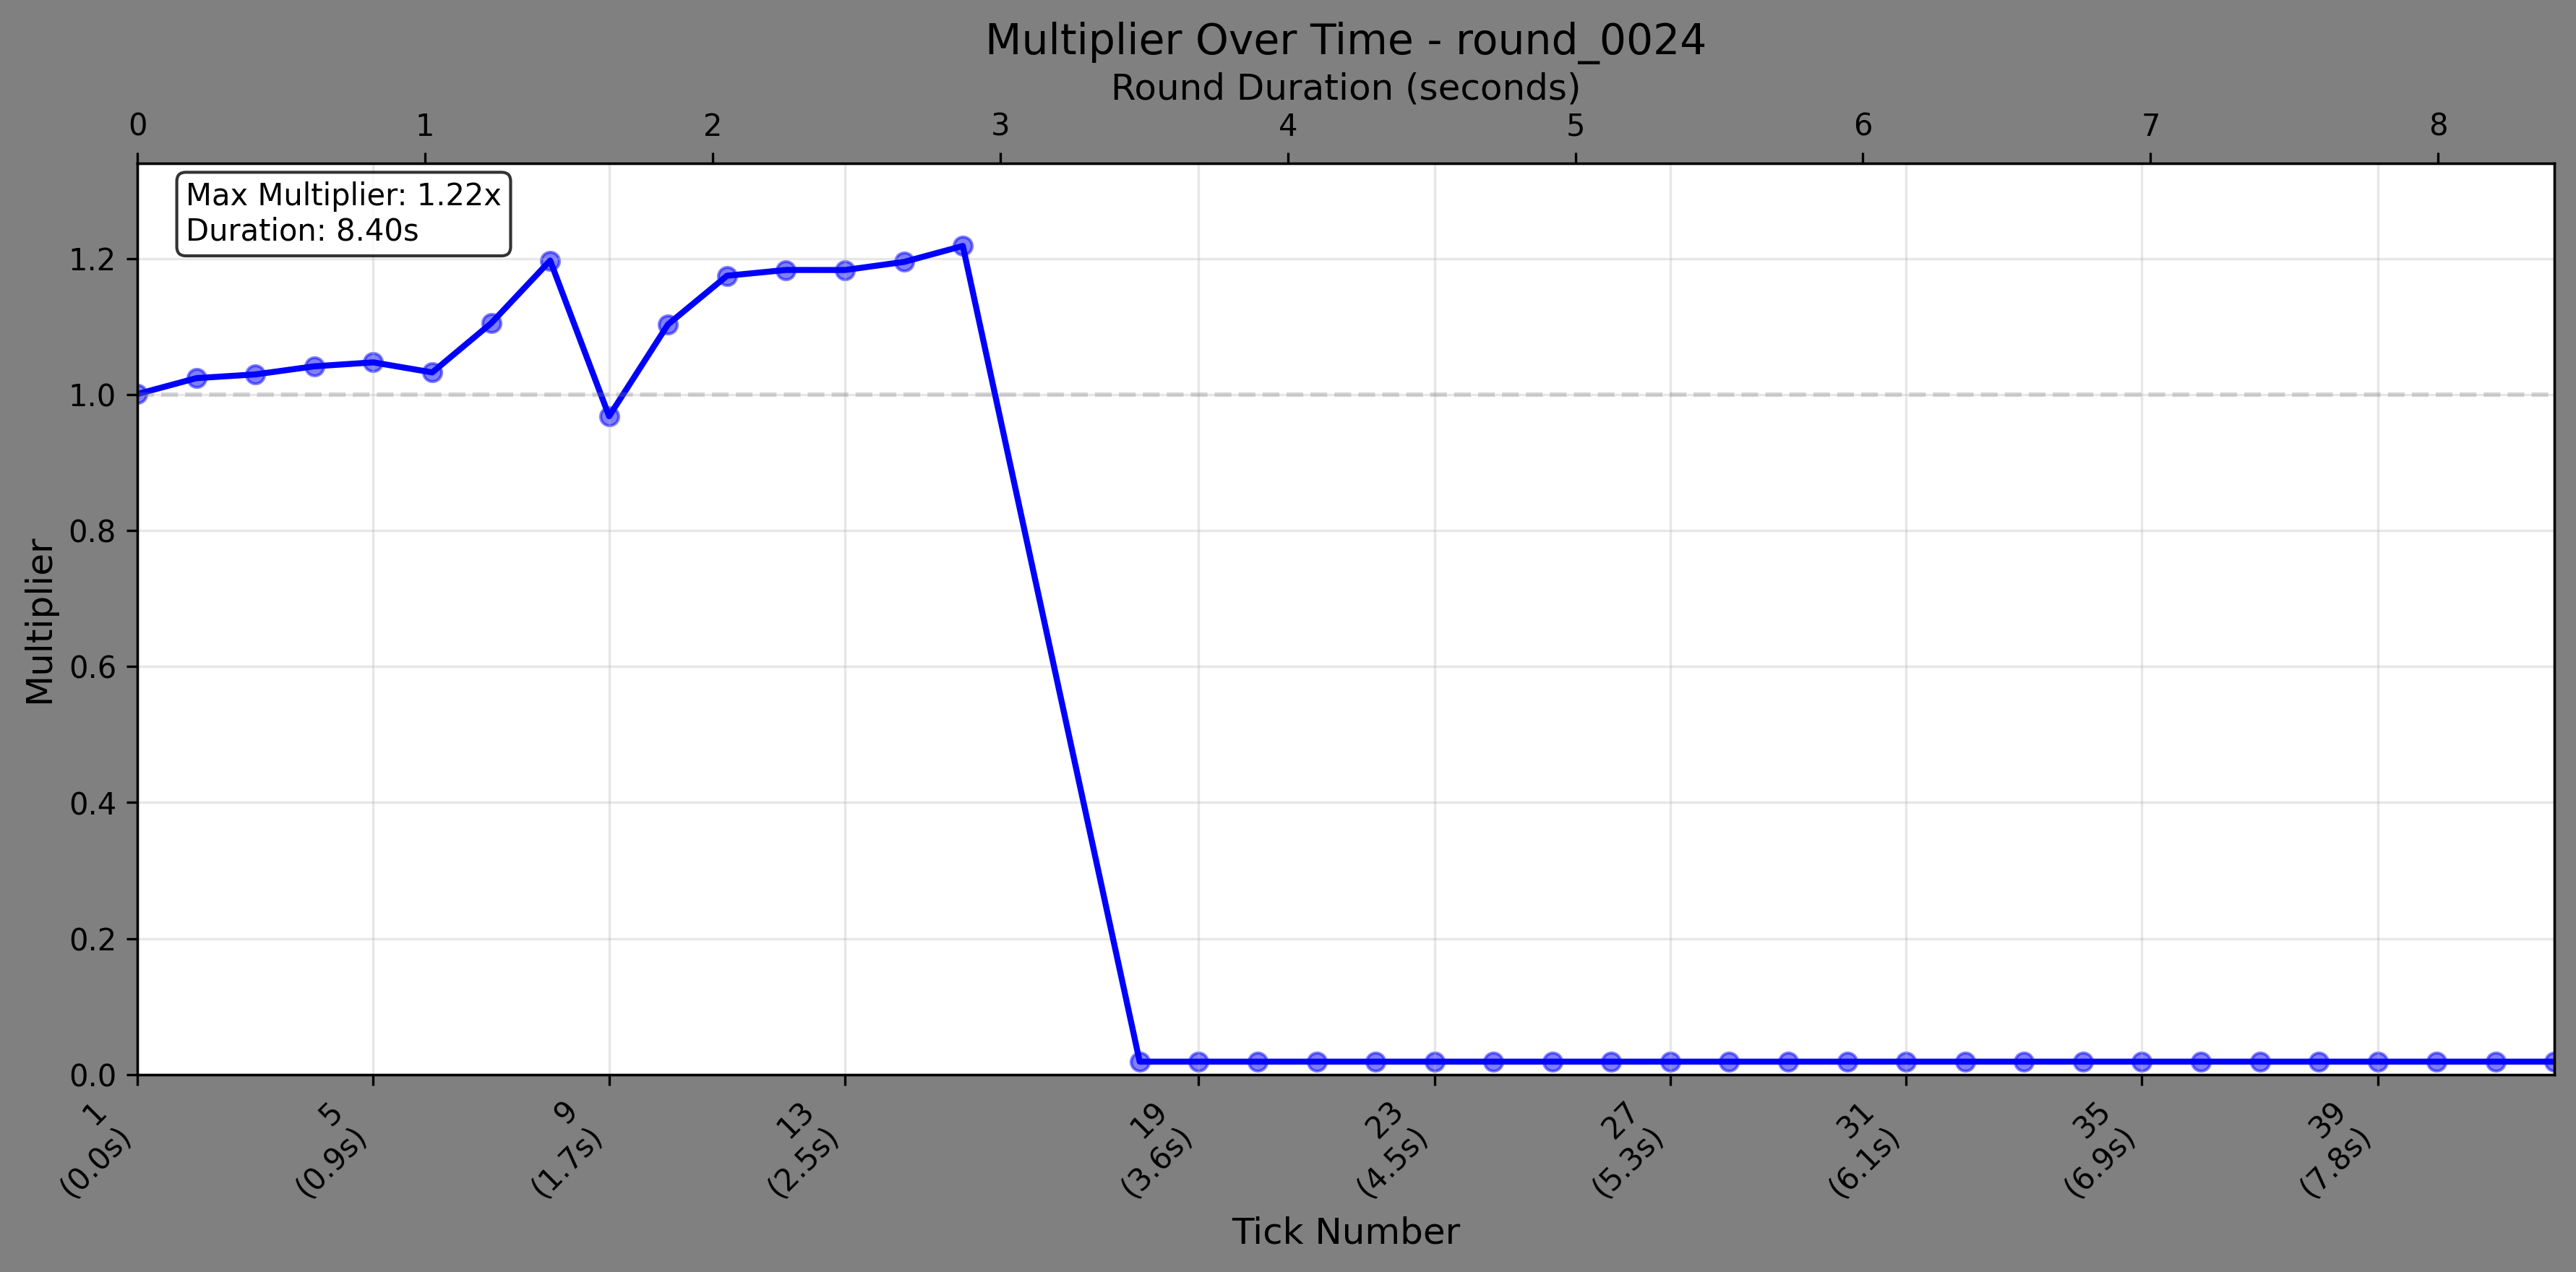 Multiplier Over Time - round_0024
Round Duration (seconds)
0 1 2 3 4 5 6 7 8
Max Multiplier: 1.22x
Duration: 8.40s
1.2
1.0
0.8
0.6
0.4
0.2
0.0
Multiplier
1
(0.0s)
5
(0.9s)
9
(1.7s)
13
(2.5s)
19
(3.6s)
23
(4.5s)
27
(5.3s)
31
(6.1s)
35
(6.9s)
39
(7.8s)
Tick Number